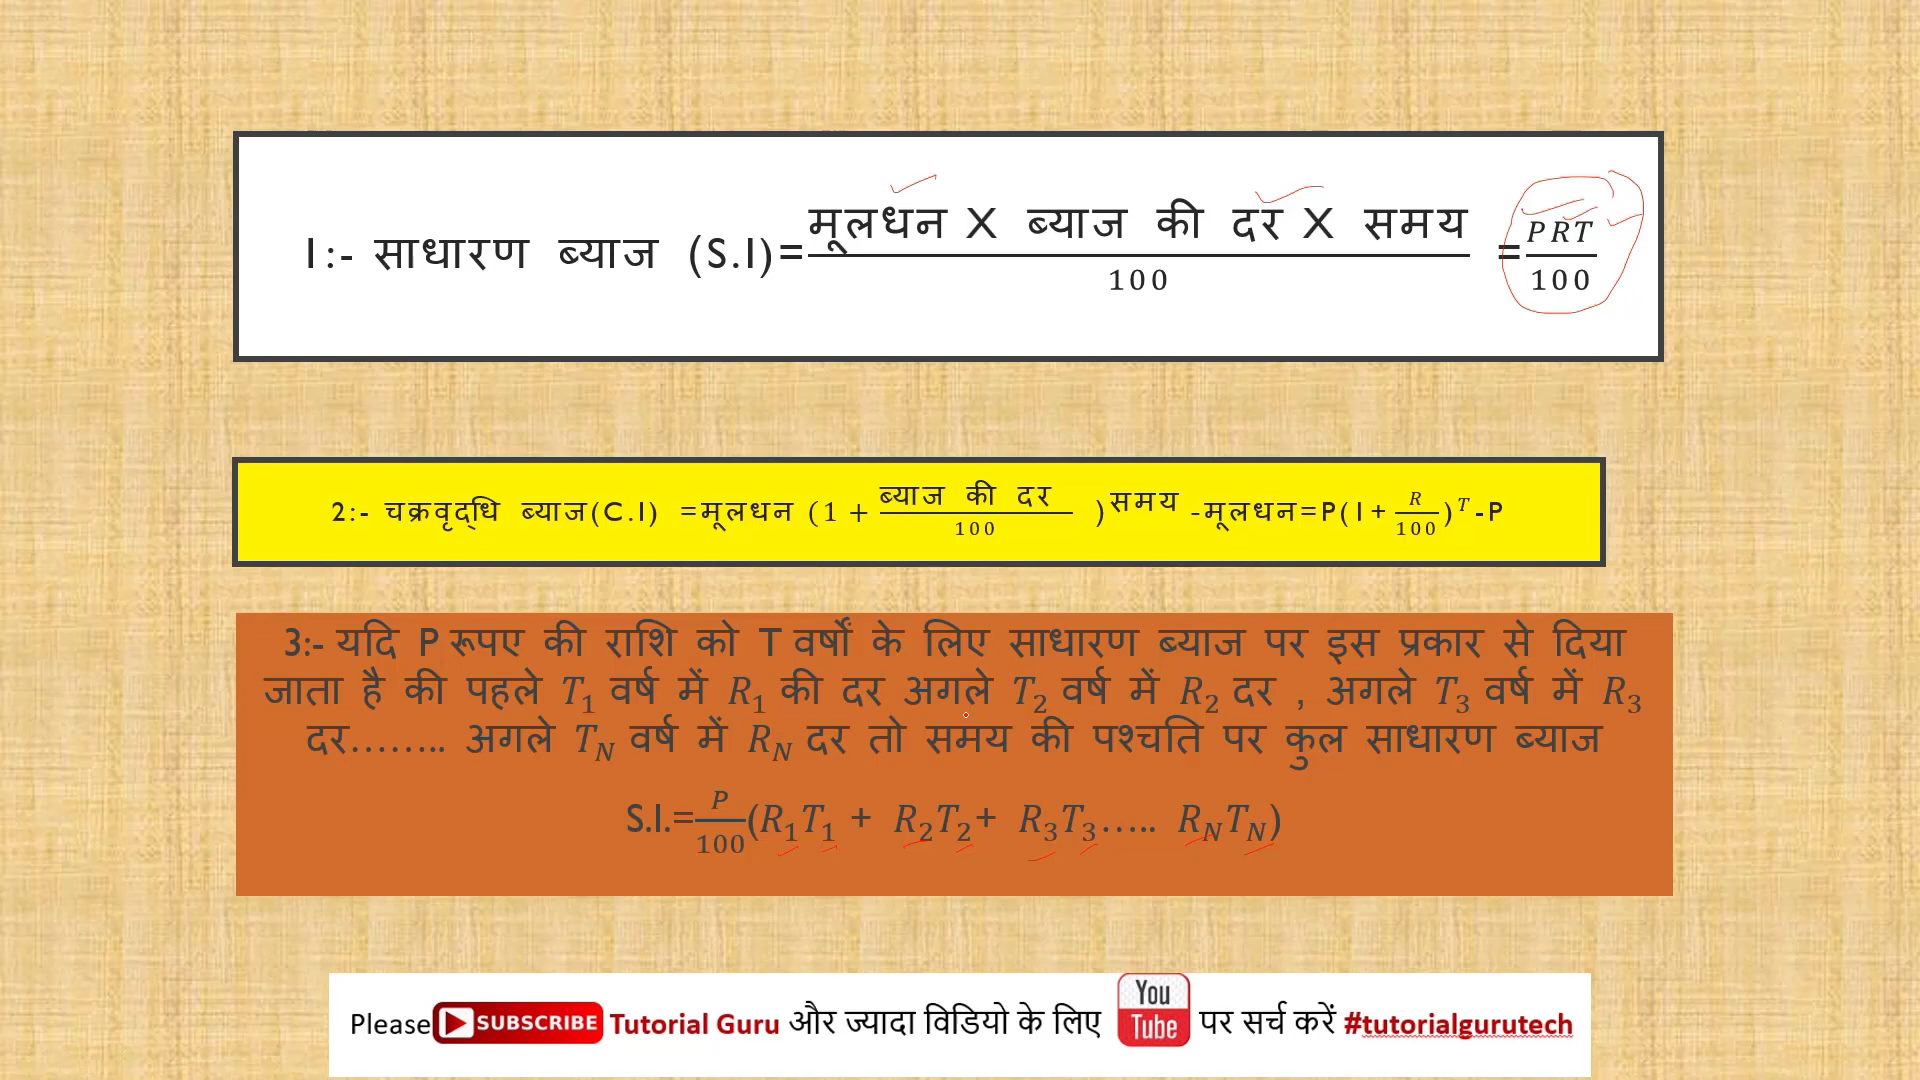 1:- साधारण ब्याज (S.I)=मूलधन X ब्याज की दर X समय/100 =PRT/100
2:- चक्रवृद्धि ब्याज(C.I) =मूलधन (1+ब्याज की दर/100)^समय -मूलधन=P(1+R/100)^T-P
3:- यदि P रूपए की राशि को T वर्षों के लिए साधारण ब्याज पर इस प्रकार से दिया
जाता है की पहले T₁ वर्ष में R₁ की दर अगले T₂ वर्ष में R₂ दर , अगले T₃ वर्ष में R₃
दर…….. अगले T_N वर्ष में R_N दर तो समय की पश्चति पर कुल साधारण ब्याज
S.I.=P/100(R₁T₁ + R₂T₂+ R₃T₃….. R_NT_N)
Please SUBSCRIBE Tutorial Guru और ज्यादा विडियो के लिए You Tube पर सर्च करें #tutorialgurutech